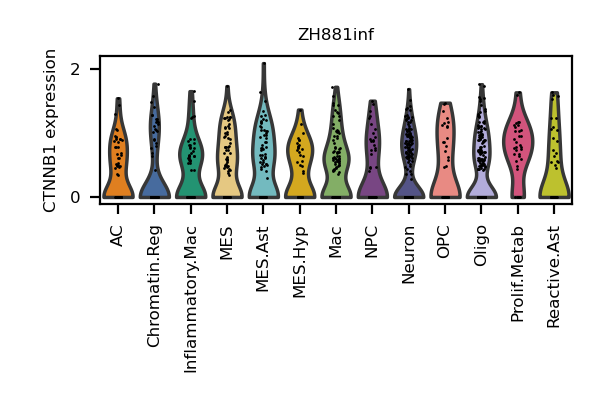 ZH881inf
CTNNB1 expression
2
0
AC
Chromatin.Reg
Inflammatory.Mac
MES
MES.Ast
MES.Hyp
Mac
NPC
Neuron
OPC
Oligo
Prolif.Metab
Reactive.Ast